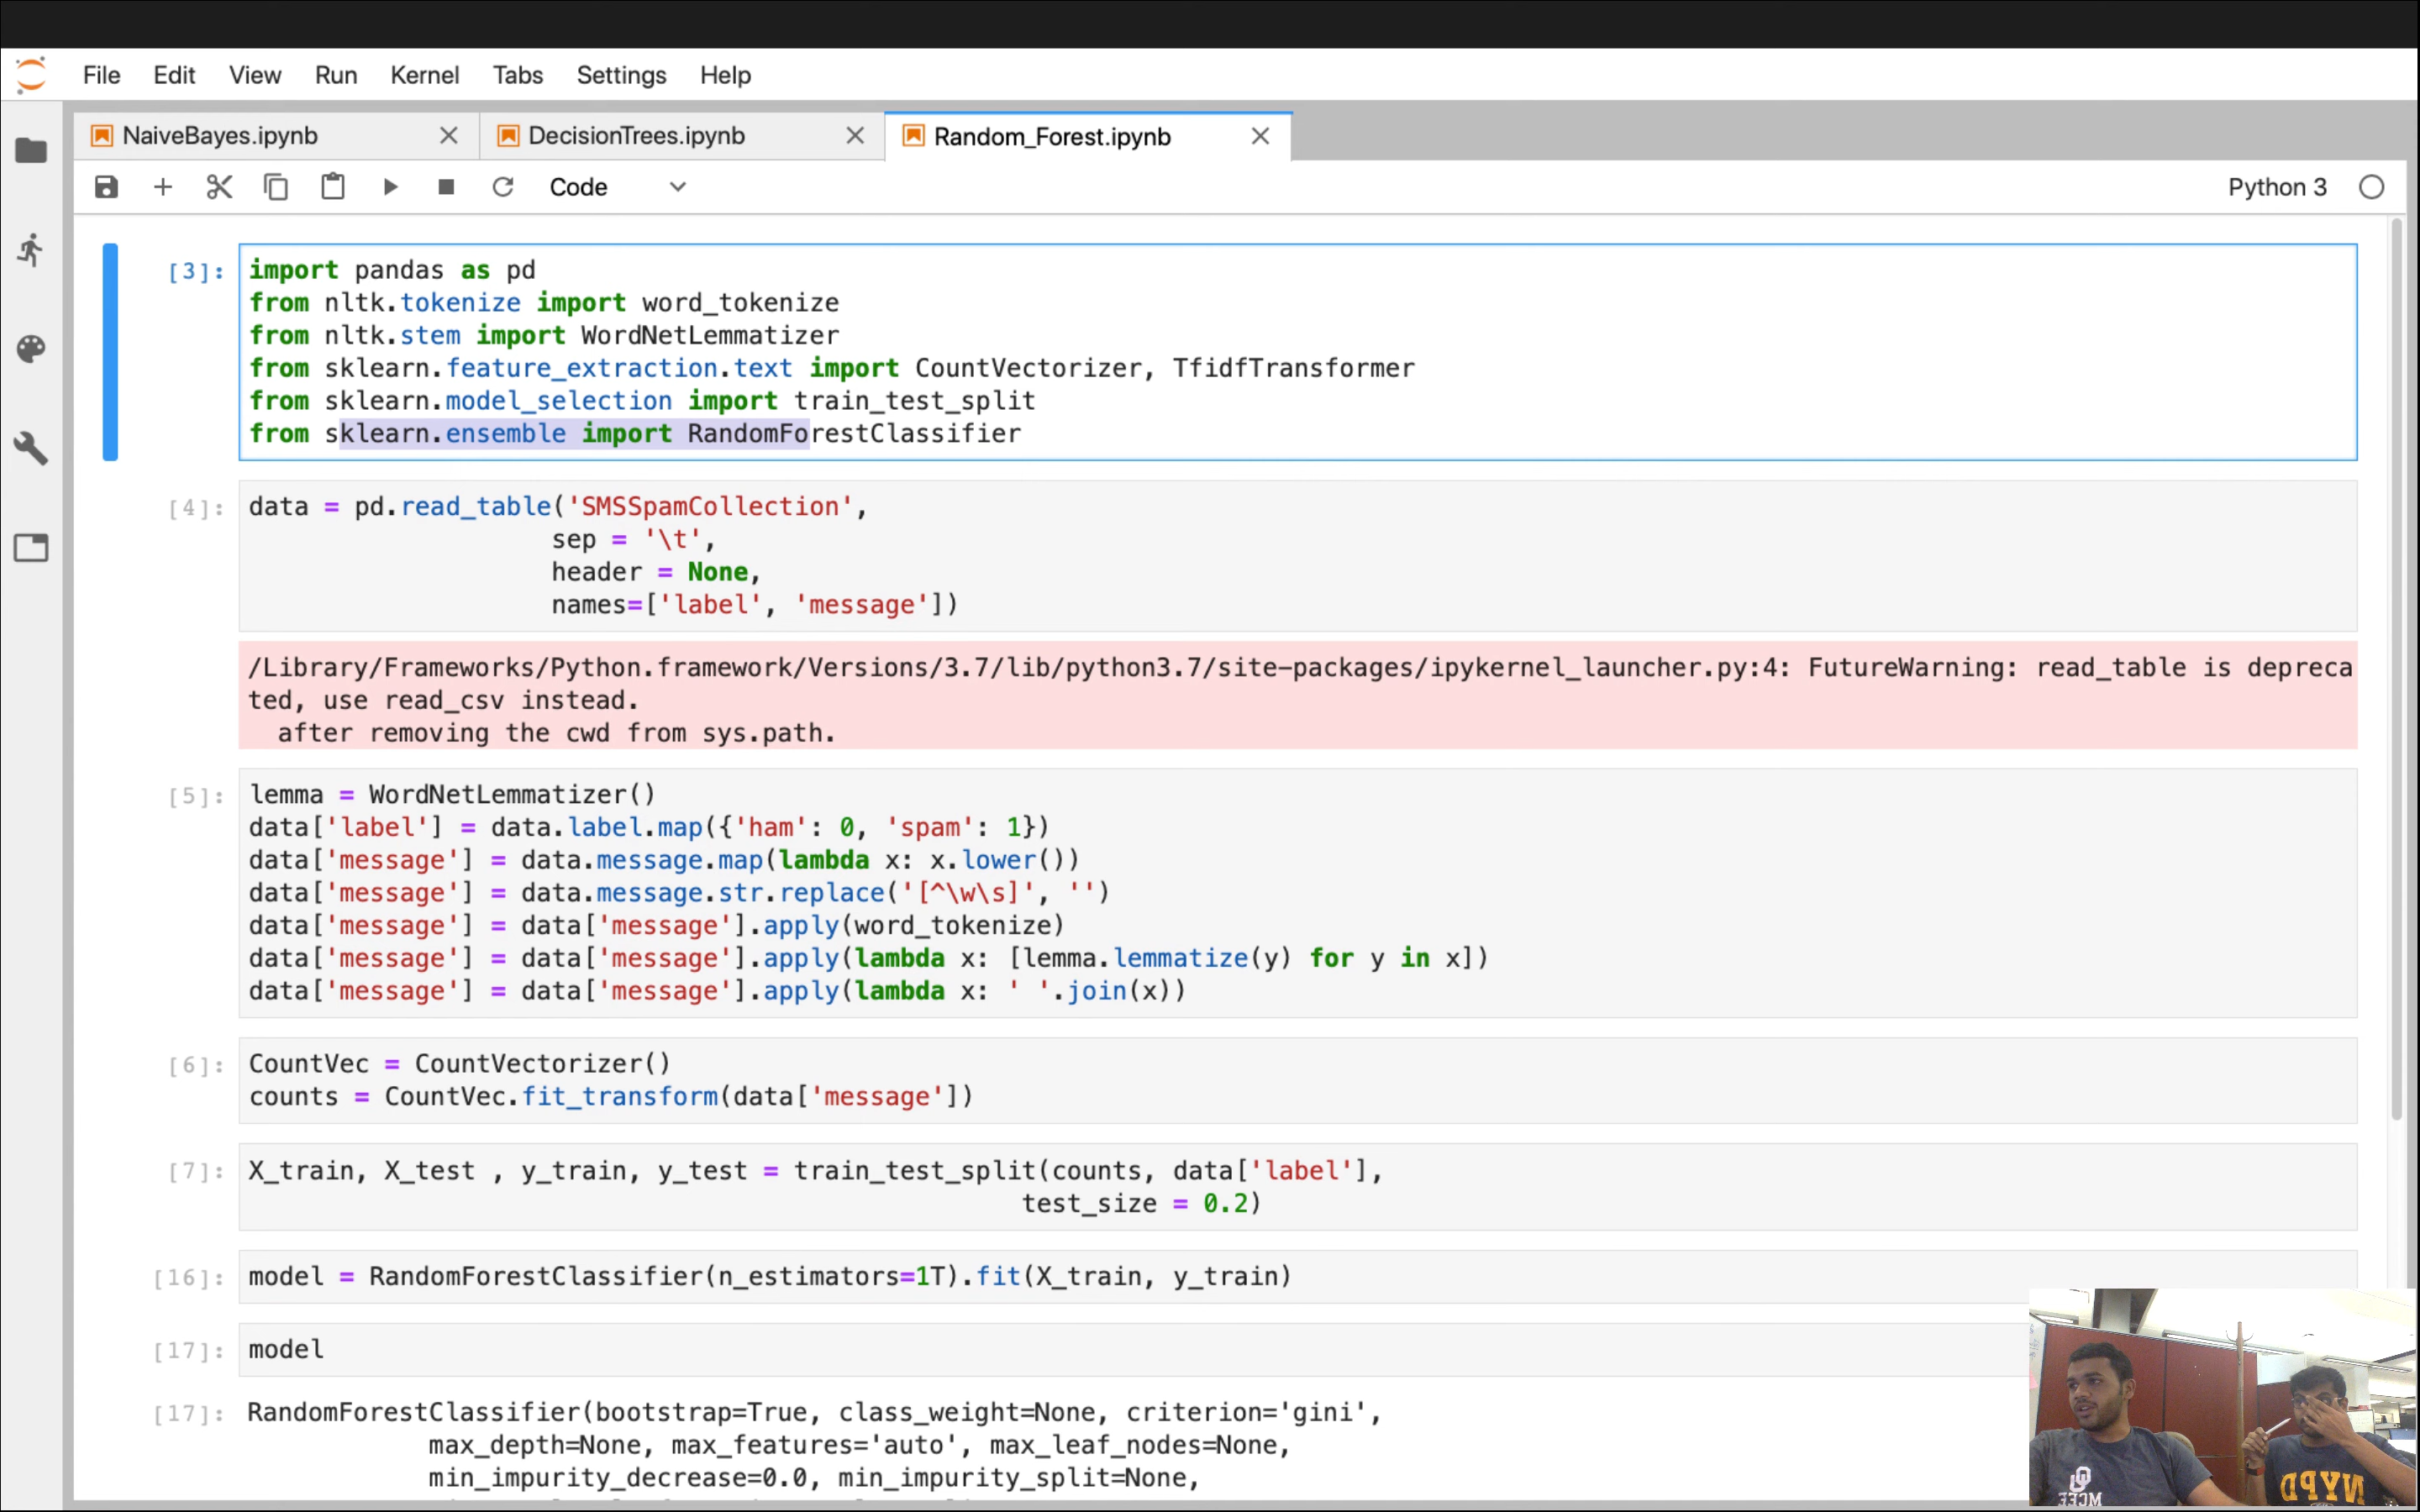 File Edit View Run Kernel Tabs Settings Help
NaiveBayes.ipynb DecisionTrees.ipynb Random_Forest.ipynb
Code Python 3
[3]: import pandas as pd
from nltk.tokenize import word_tokenize
from nltk.stem import WordNetLemmatizer
from sklearn.feature_extraction.text import CountVectorizer, TfidfTransformer
from sklearn.model_selection import train_test_split
from sklearn.ensemble import RandomForestClassifier
[4]: data = pd.read_table('SMSSpamCollection',
sep = '\t',
header = None,
names=['label', 'message'])
/Library/Frameworks/Python.framework/Versions/3.7/lib/python3.7/site-packages/ipykernel_launcher.py:4: FutureWarning: read_table is depreca
ted, use read_csv instead.
after removing the cwd from sys.path.
[5]: lemma = WordNetLemmatizer()
data['label'] = data.label.map({'ham': 0, 'spam': 1})
data['message'] = data.message.map(lambda x: x.lower())
data['message'] = data.message.str.replace('[^\w\s]', '')
data['message'] = data['message'].apply(word_tokenize)
data['message'] = data['message'].apply(lambda x: [lemma.lemmatize(y) for y in x])
data['message'] = data['message'].apply(lambda x: ' '.join(x))
[6]: CountVec = CountVectorizer()
counts = CountVec.fit_transform(data['message'])
[7]: X_train, X_test , y_train, y_test = train_test_split(counts, data['label'],
test_size = 0.2)
[16]: model = RandomForestClassifier(n_estimators=1T).fit(X_train, y_train)
[17]: model
[17]: RandomForestClassifier(bootstrap=True, class_weight=None, criterion='gini',
max_depth=None, max_features='auto', max_leaf_nodes=None,
min_impurity_decrease=0.0, min_impurity_split=None,
NYPD